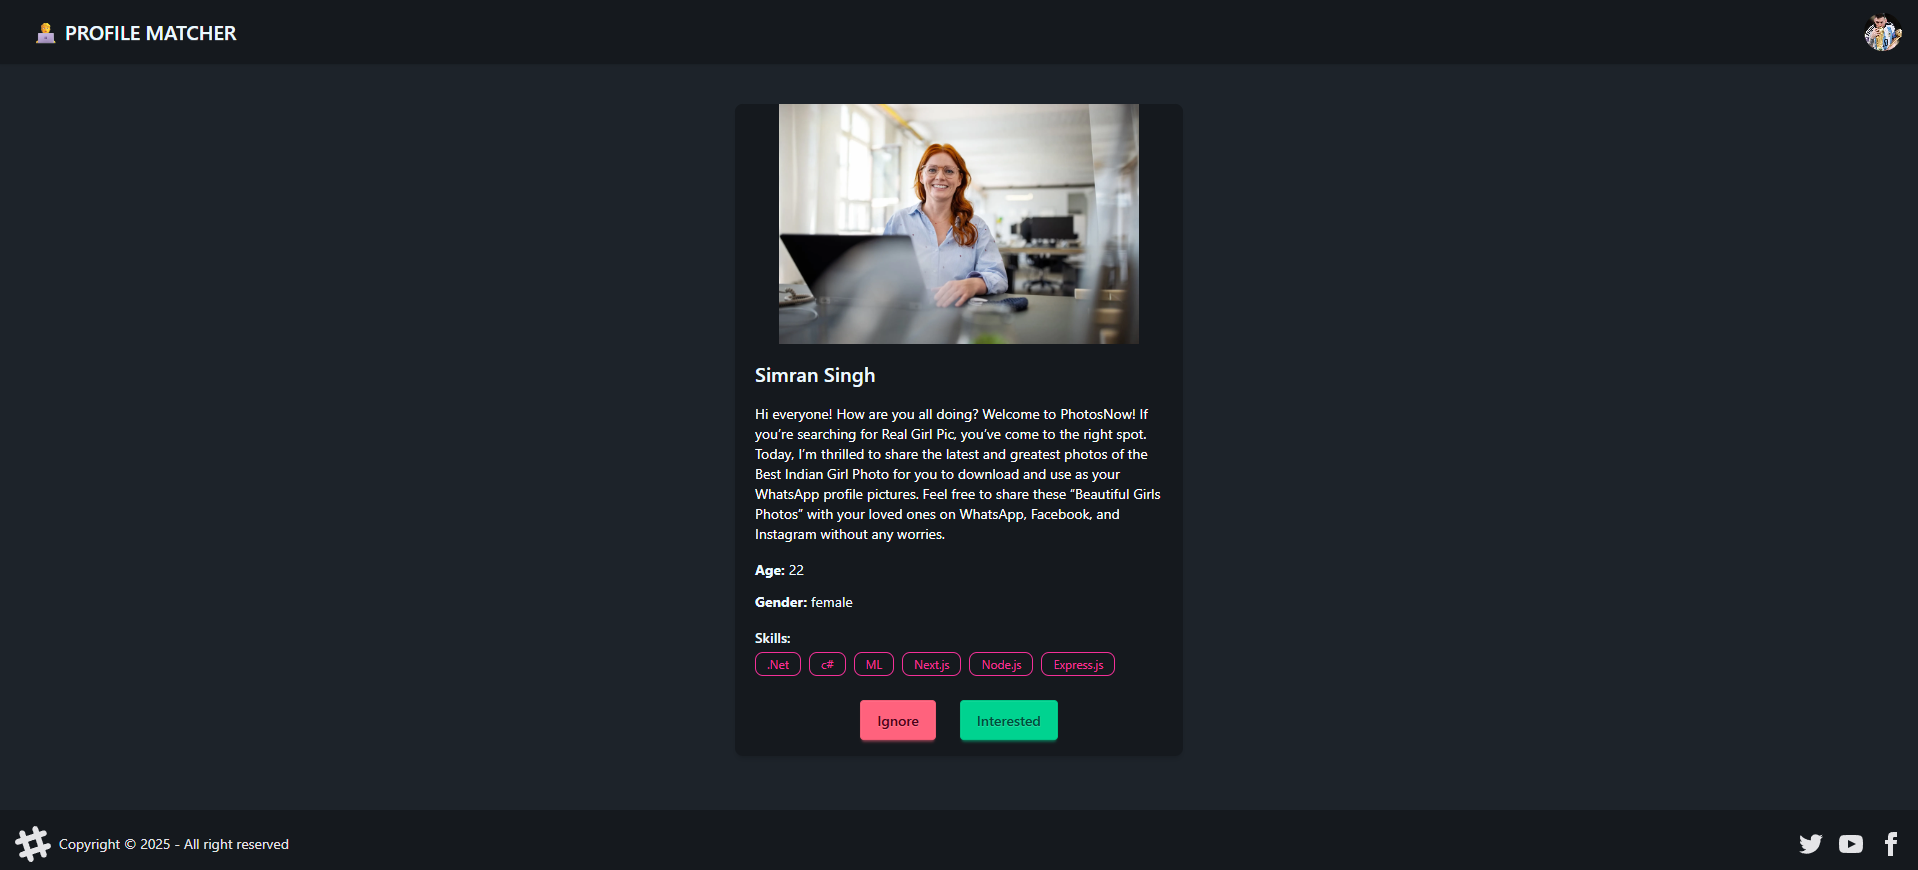 PROFILE MATCHER
Simran Singh
Hi everyone! How are you all doing? Welcome to PhotosNow! If
you’re searching for Real Girl Pic, you’ve come to the right spot.
Today, I’m thrilled to share the latest and greatest photos of the
Best Indian Girl Photo for you to download and use as your
WhatsApp profile pictures. Feel free to share these “Beautiful Girls
Photos” with your loved ones on WhatsApp, Facebook, and
Instagram without any worries.
Age: 22
Gender: female
Skills:
.Net c# ML Next.js Node.js Express.js
Ignore Interested
Copyright © 2025 - All right reserved